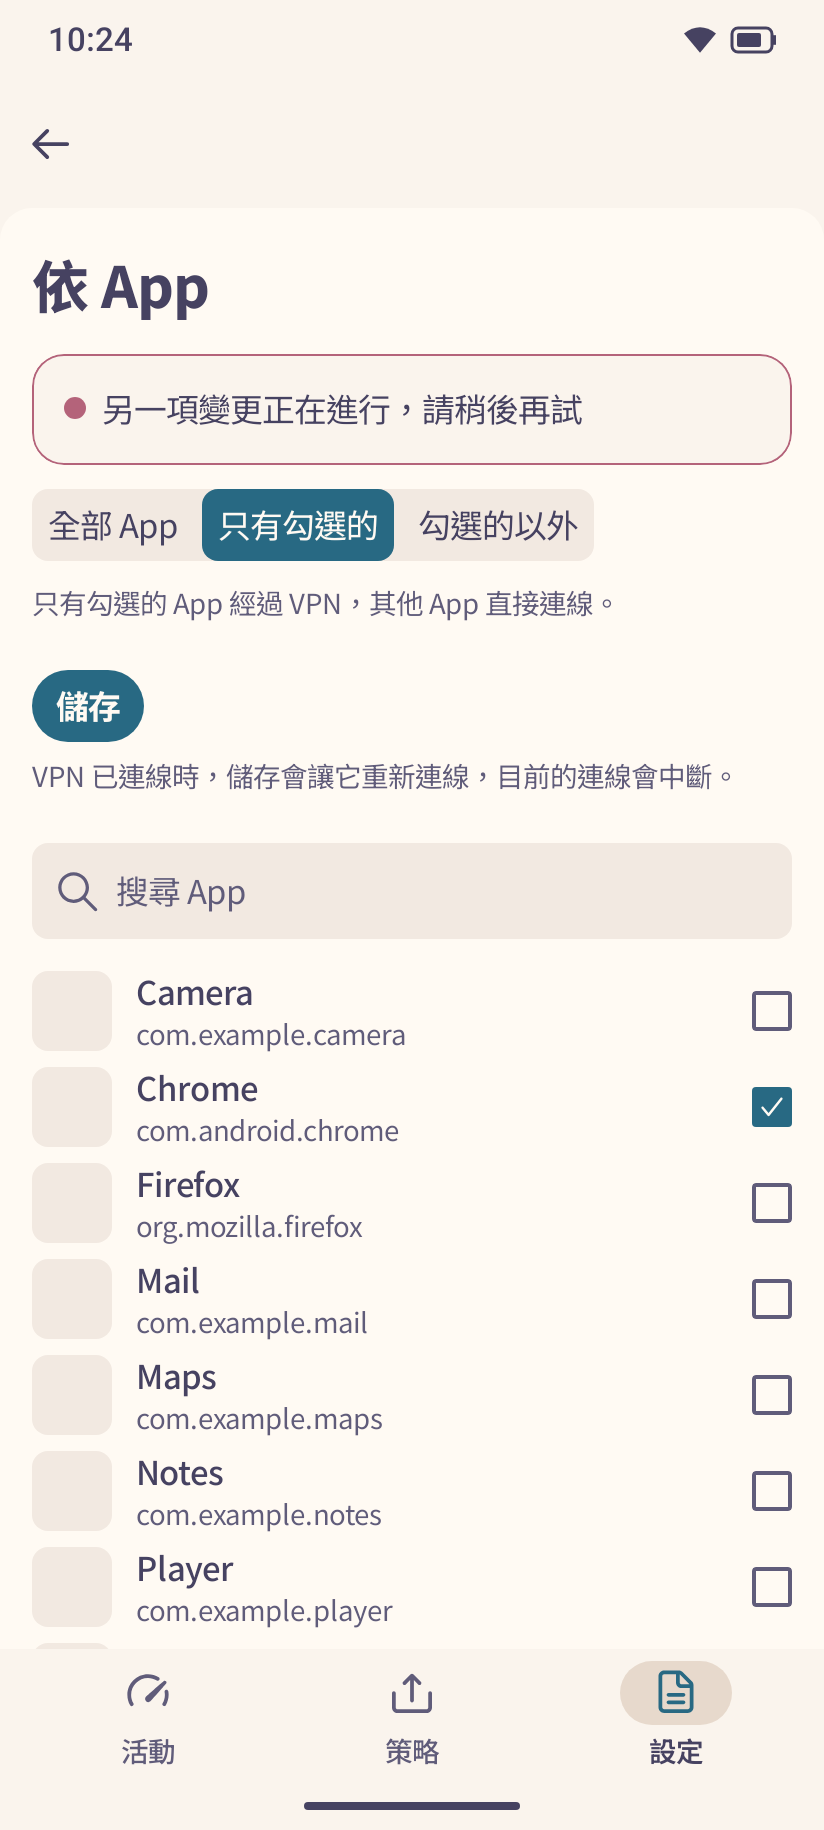 10:24
依 App
另一項變更正在進行，請稍後再試
全部 App
只有勾選的
勾選的以外
只有勾選的 App 經過 VPN，其他 App 直接連線。
儲存
VPN 已連線時，儲存會讓它重新連線，目前的連線會中斷。
搜尋 App
Camera
com.example.camera
Chrome
com.android.chrome
Firefox
org.mozilla.firefox
Mail
com.example.mail
Maps
com.example.maps
Notes
com.example.notes
Player
com.example.player
活動
策略
設定